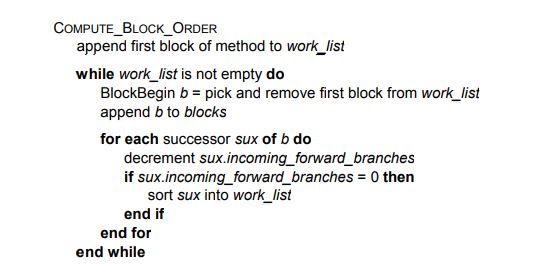 COMPUTE_BLOCK_ORDER
append first block of method to work_list
while work_list is not empty do
BlockBegin b = pick and remove first block from work_list
append b to blocks
for each successor sux of b do
decrement sux.incoming_forward_branches
if sux.incoming_forward_branches = 0 then
sort sux into work_list
end if
end for
end while